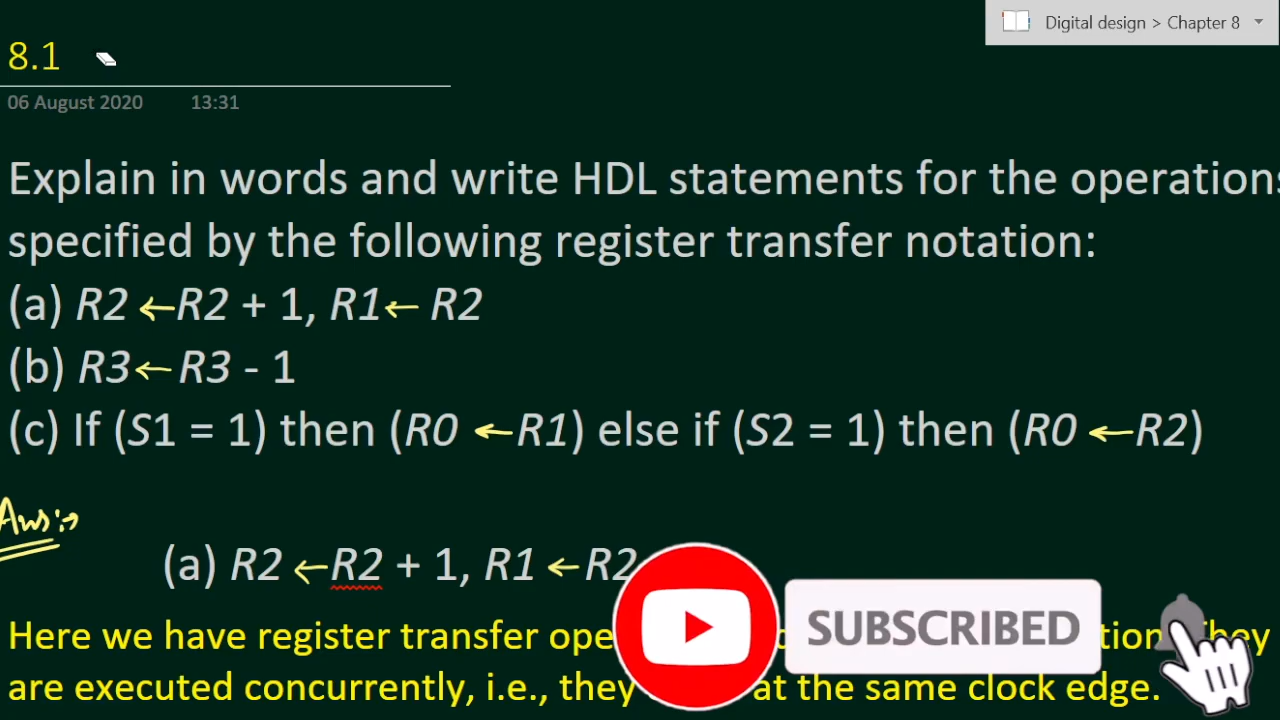 Digital design > Chapter 8
8.1
06 August 2020 13:31
Explain in words and write HDL statements for the operations
specified by the following register transfer notation:
(a) R2 ←R2 + 1, R1← R2
(b) R3←R3 - 1
(c) If (S1 = 1) then (R0 ←R1) else if (S2 = 1) then (R0 ←R2)
Ans:→
(a) R2 ←R2 + 1, R1 ←R2
Here we have register transfer They
SUBSCRIBED
are executed concurrently, i.e., they at the same clock edge.